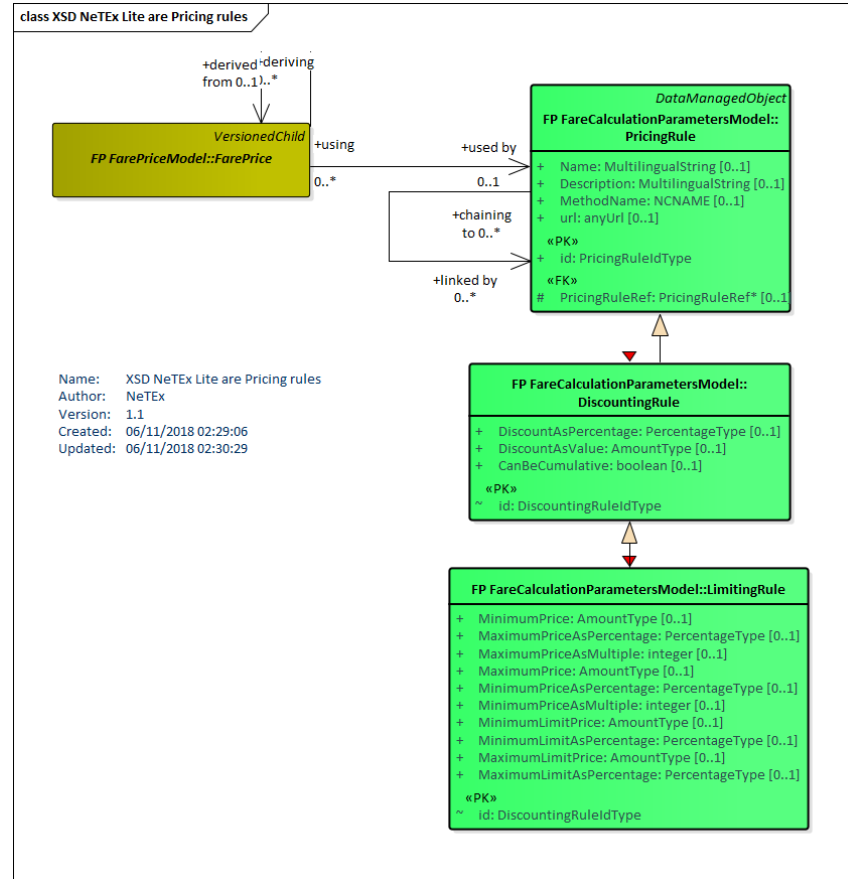 class XSD NeTEx Lite are Pricing rules
+derived +deriving
from 0..1 0..*
VersionedChild
FP FarePriceModel::FarePrice
+using
0..*
+used by
0..1
DataManagedObject
FP FareCalculationParametersModel::
PricingRule
+ Name: MultilingualString [0..1]
+ Description: MultilingualString [0..1]
+ MethodName: NCNAME [0..1]
+ url: anyUrl [0..1]
«PK»
+ id: PricingRuleIdType
«FK»
# PricingRuleRef: PricingRuleRef* [0..1]
+chaining
to 0..*
+linked by
0..*
Name: XSD NeTEx Lite are Pricing rules
Author: NeTEx
Version: 1.1
Created: 06/11/2018 02:29:06
Updated: 06/11/2018 02:30:29
FP FareCalculationParametersModel::
DiscountingRule
+ DiscountAsPercentage: PercentageType [0..1]
+ DiscountAsValue: AmountType [0..1]
+ CanBeCumulative: boolean [0..1]
«PK»
~ id: DiscountingRuleIdType
FP FareCalculationParametersModel::LimitingRule
+ MinimumPrice: AmountType [0..1]
+ MaximumPriceAsPercentage: PercentageType [0..1]
+ MaximumPriceAsMultiple: integer [0..1]
+ MaximumPrice: AmountType [0..1]
+ MinimumPriceAsPercentage: PercentageType [0..1]
+ MinimumPriceAsMultiple: integer [0..1]
+ MinimumLimitPrice: AmountType [0..1]
+ MinimumLimitAsPercentage: PercentageType [0..1]
+ MaximumLimitPrice: AmountType [0..1]
+ MaximumLimitAsPercentage: PercentageType [0..1]
«PK»
~ id: DiscountingRuleIdType